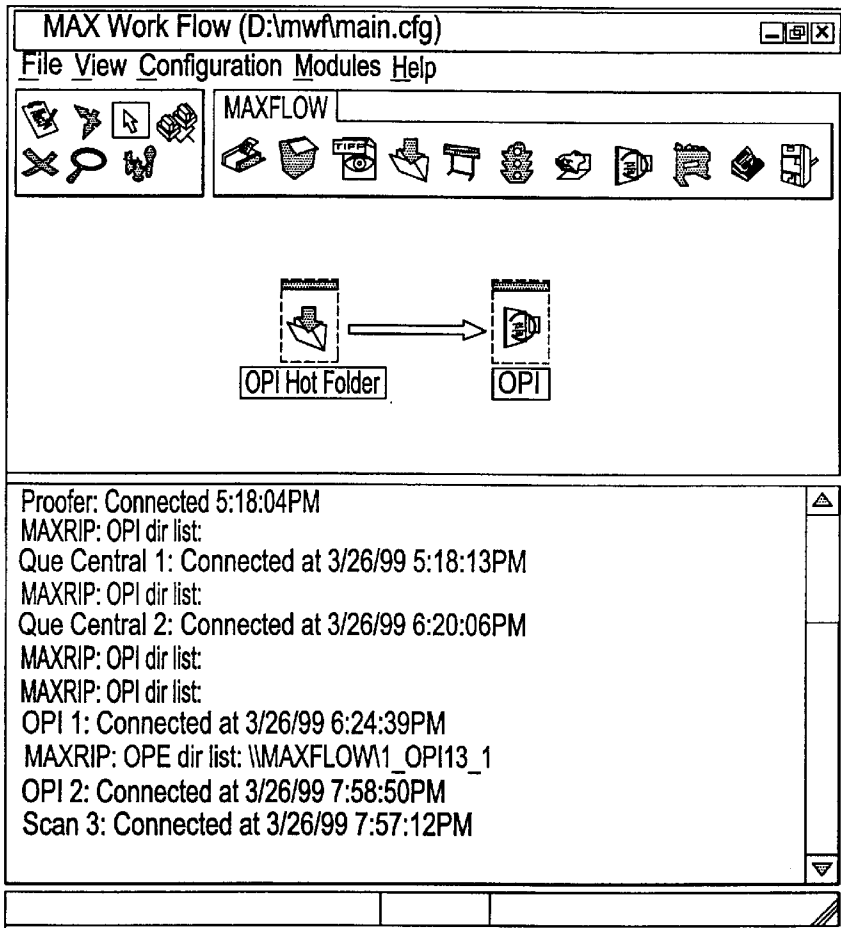 MAX Work Flow (D:\mwf\main.cfg)
File View Configuration Modules Help
MAXFLOW
TIFF
OPI Hot Folder
OPI
Proofer: Connected 5:18:04PM
MAXRIP: OPI dir list:
Que Central 1: Connected at 3/26/99 5:18:13PM
MAXRIP: OPI dir list:
Que Central 2: Connected at 3/26/99 6:20:06PM
MAXRIP: OPI dir list:
MAXRIP: OPI dir list:
OPI 1: Connected at 3/26/99 6:24:39PM
MAXRIP: OPE dir list: \\MAXFLOW\1_OPI13_1
OPI 2: Connected at 3/26/99 7:58:50PM
Scan 3: Connected at 3/26/99 7:57:12PM